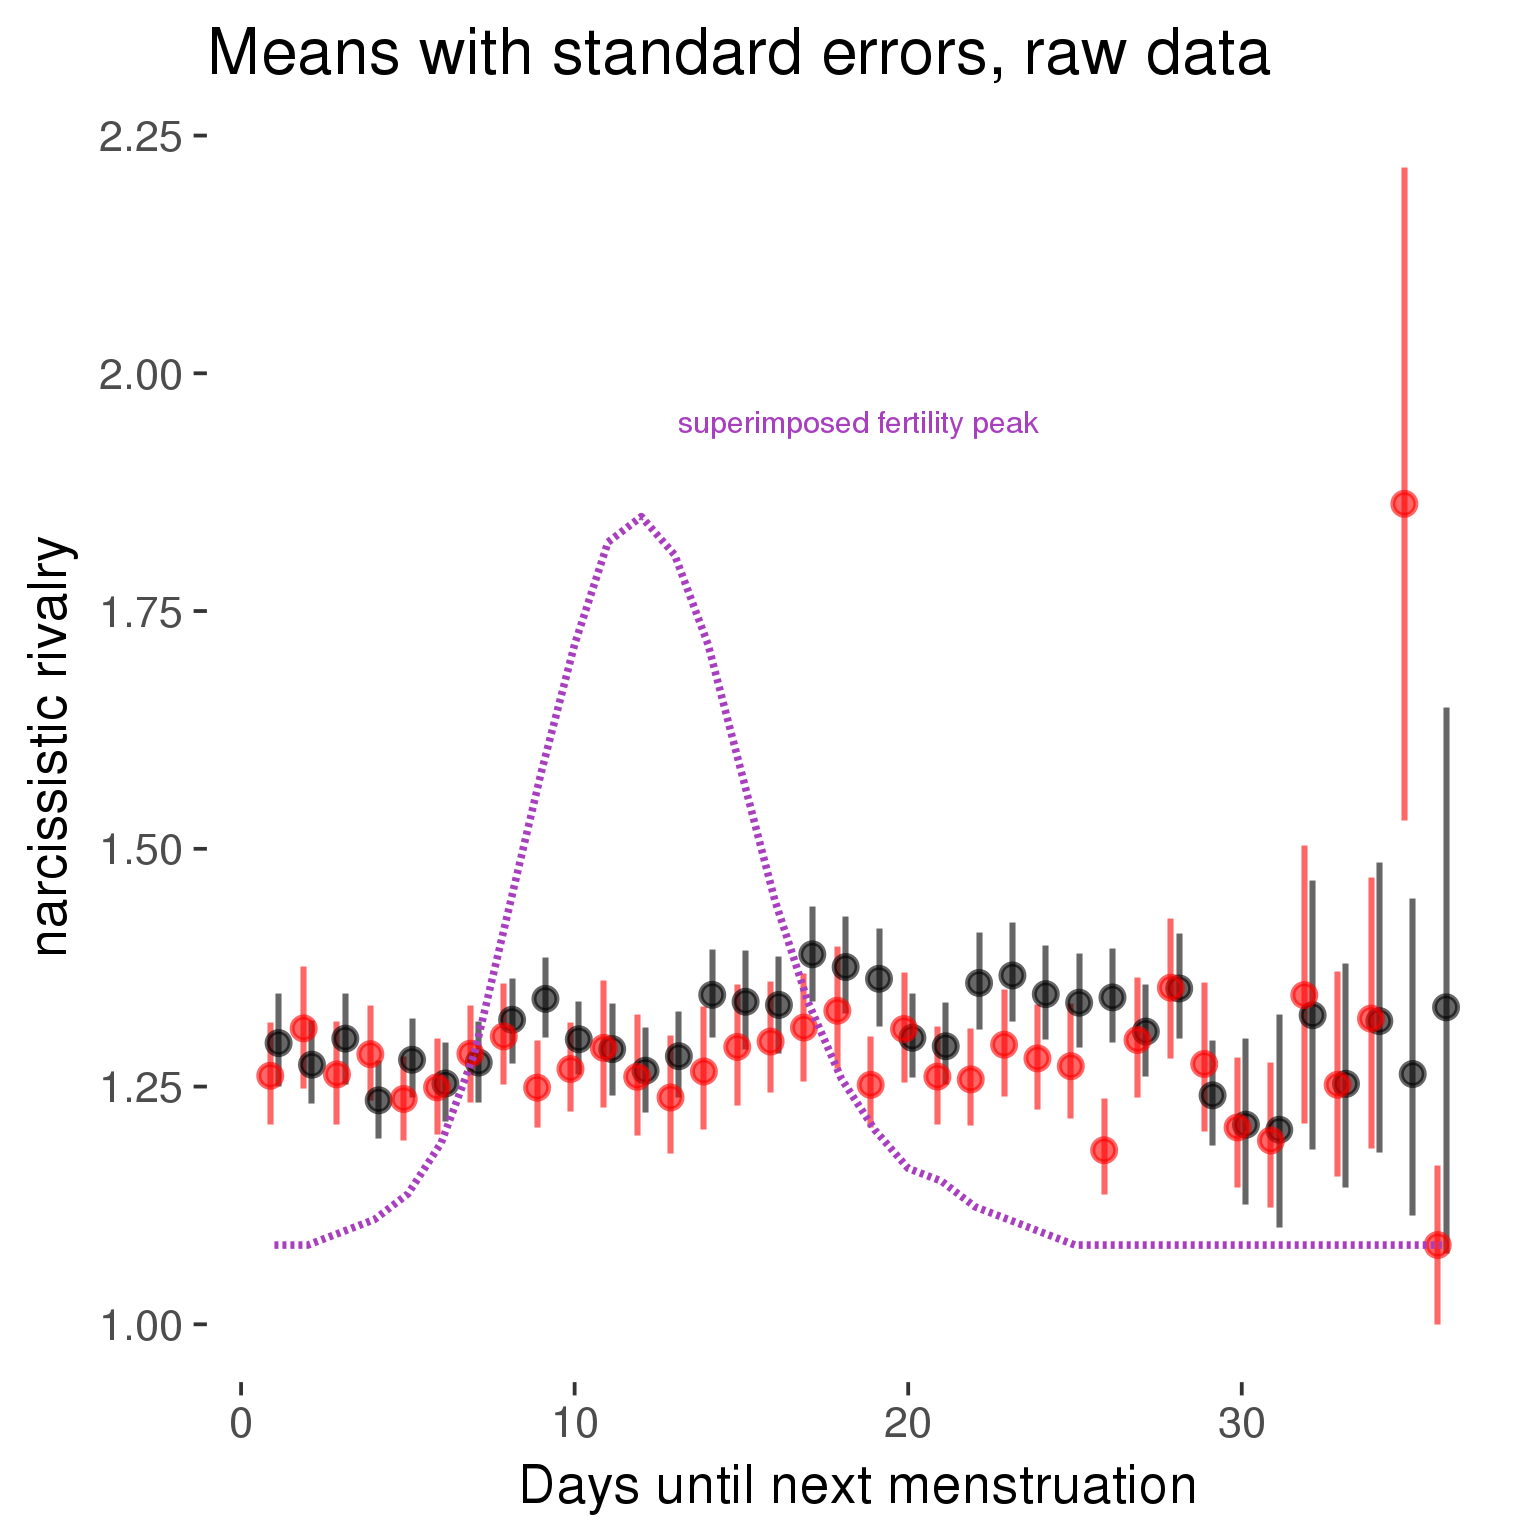 Means with standard errors, raw data
2.25
2.00
1.75
1.50
1.25
1.00
narcissistic rivalry
superimposed fertility peak
0 10 20 30
Days until next menstruation